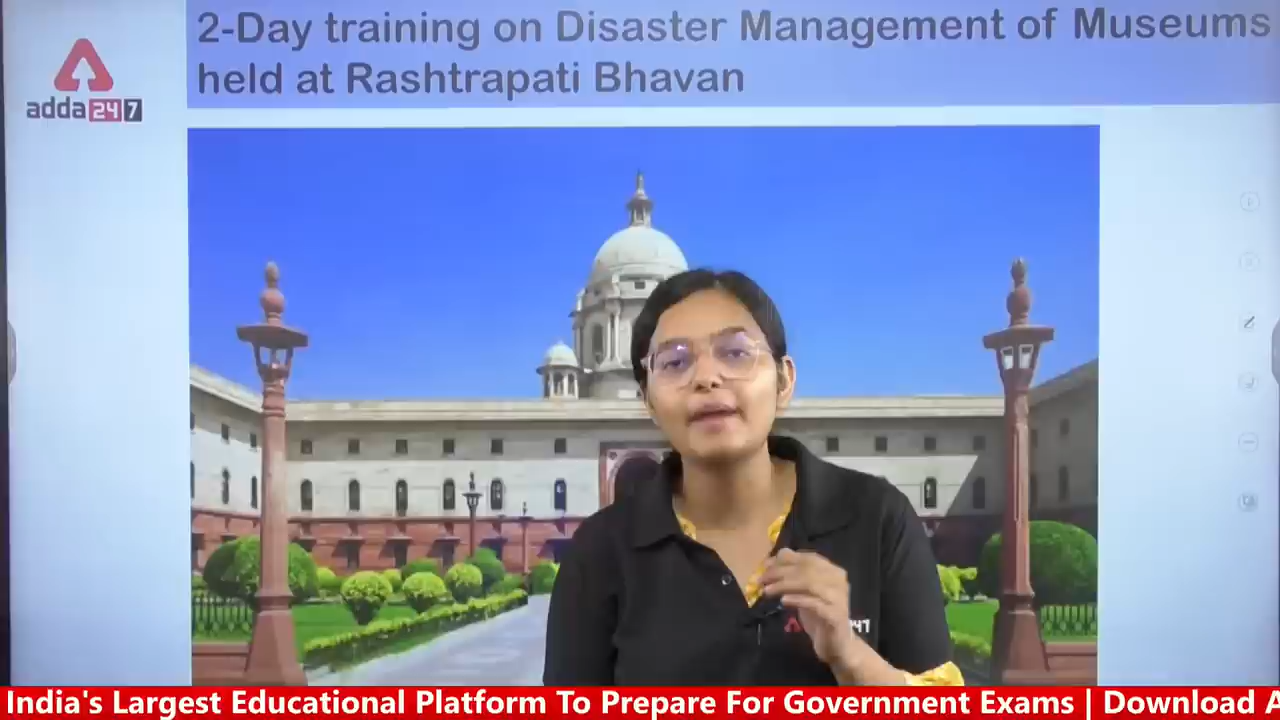 2-Day training on Disaster Management of Museums
held at Rashtrapati Bhavan
adda247
247
India's Largest Educational Platform To Prepare For Government Exams | Download A